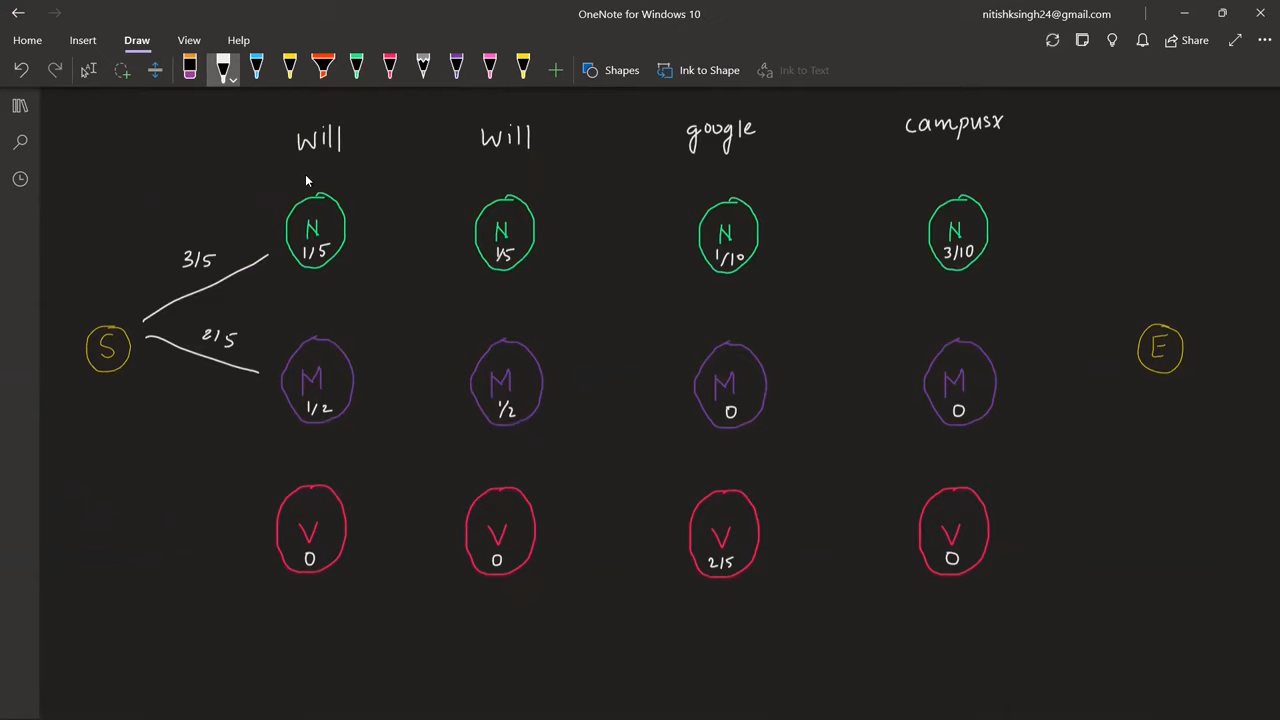 OneNote for Windows 10
nitishksingh24@gmail.com
Home Insert Draw View Help
Share
Shapes
Ink to Shape
Ink to Text
will will google campusx
N N N N
1/5 1/5 1/10 3/10
3/5
2/5
S
E
M M M M
1/2 1/2 0 0
V V V V
0 0 2/5 0